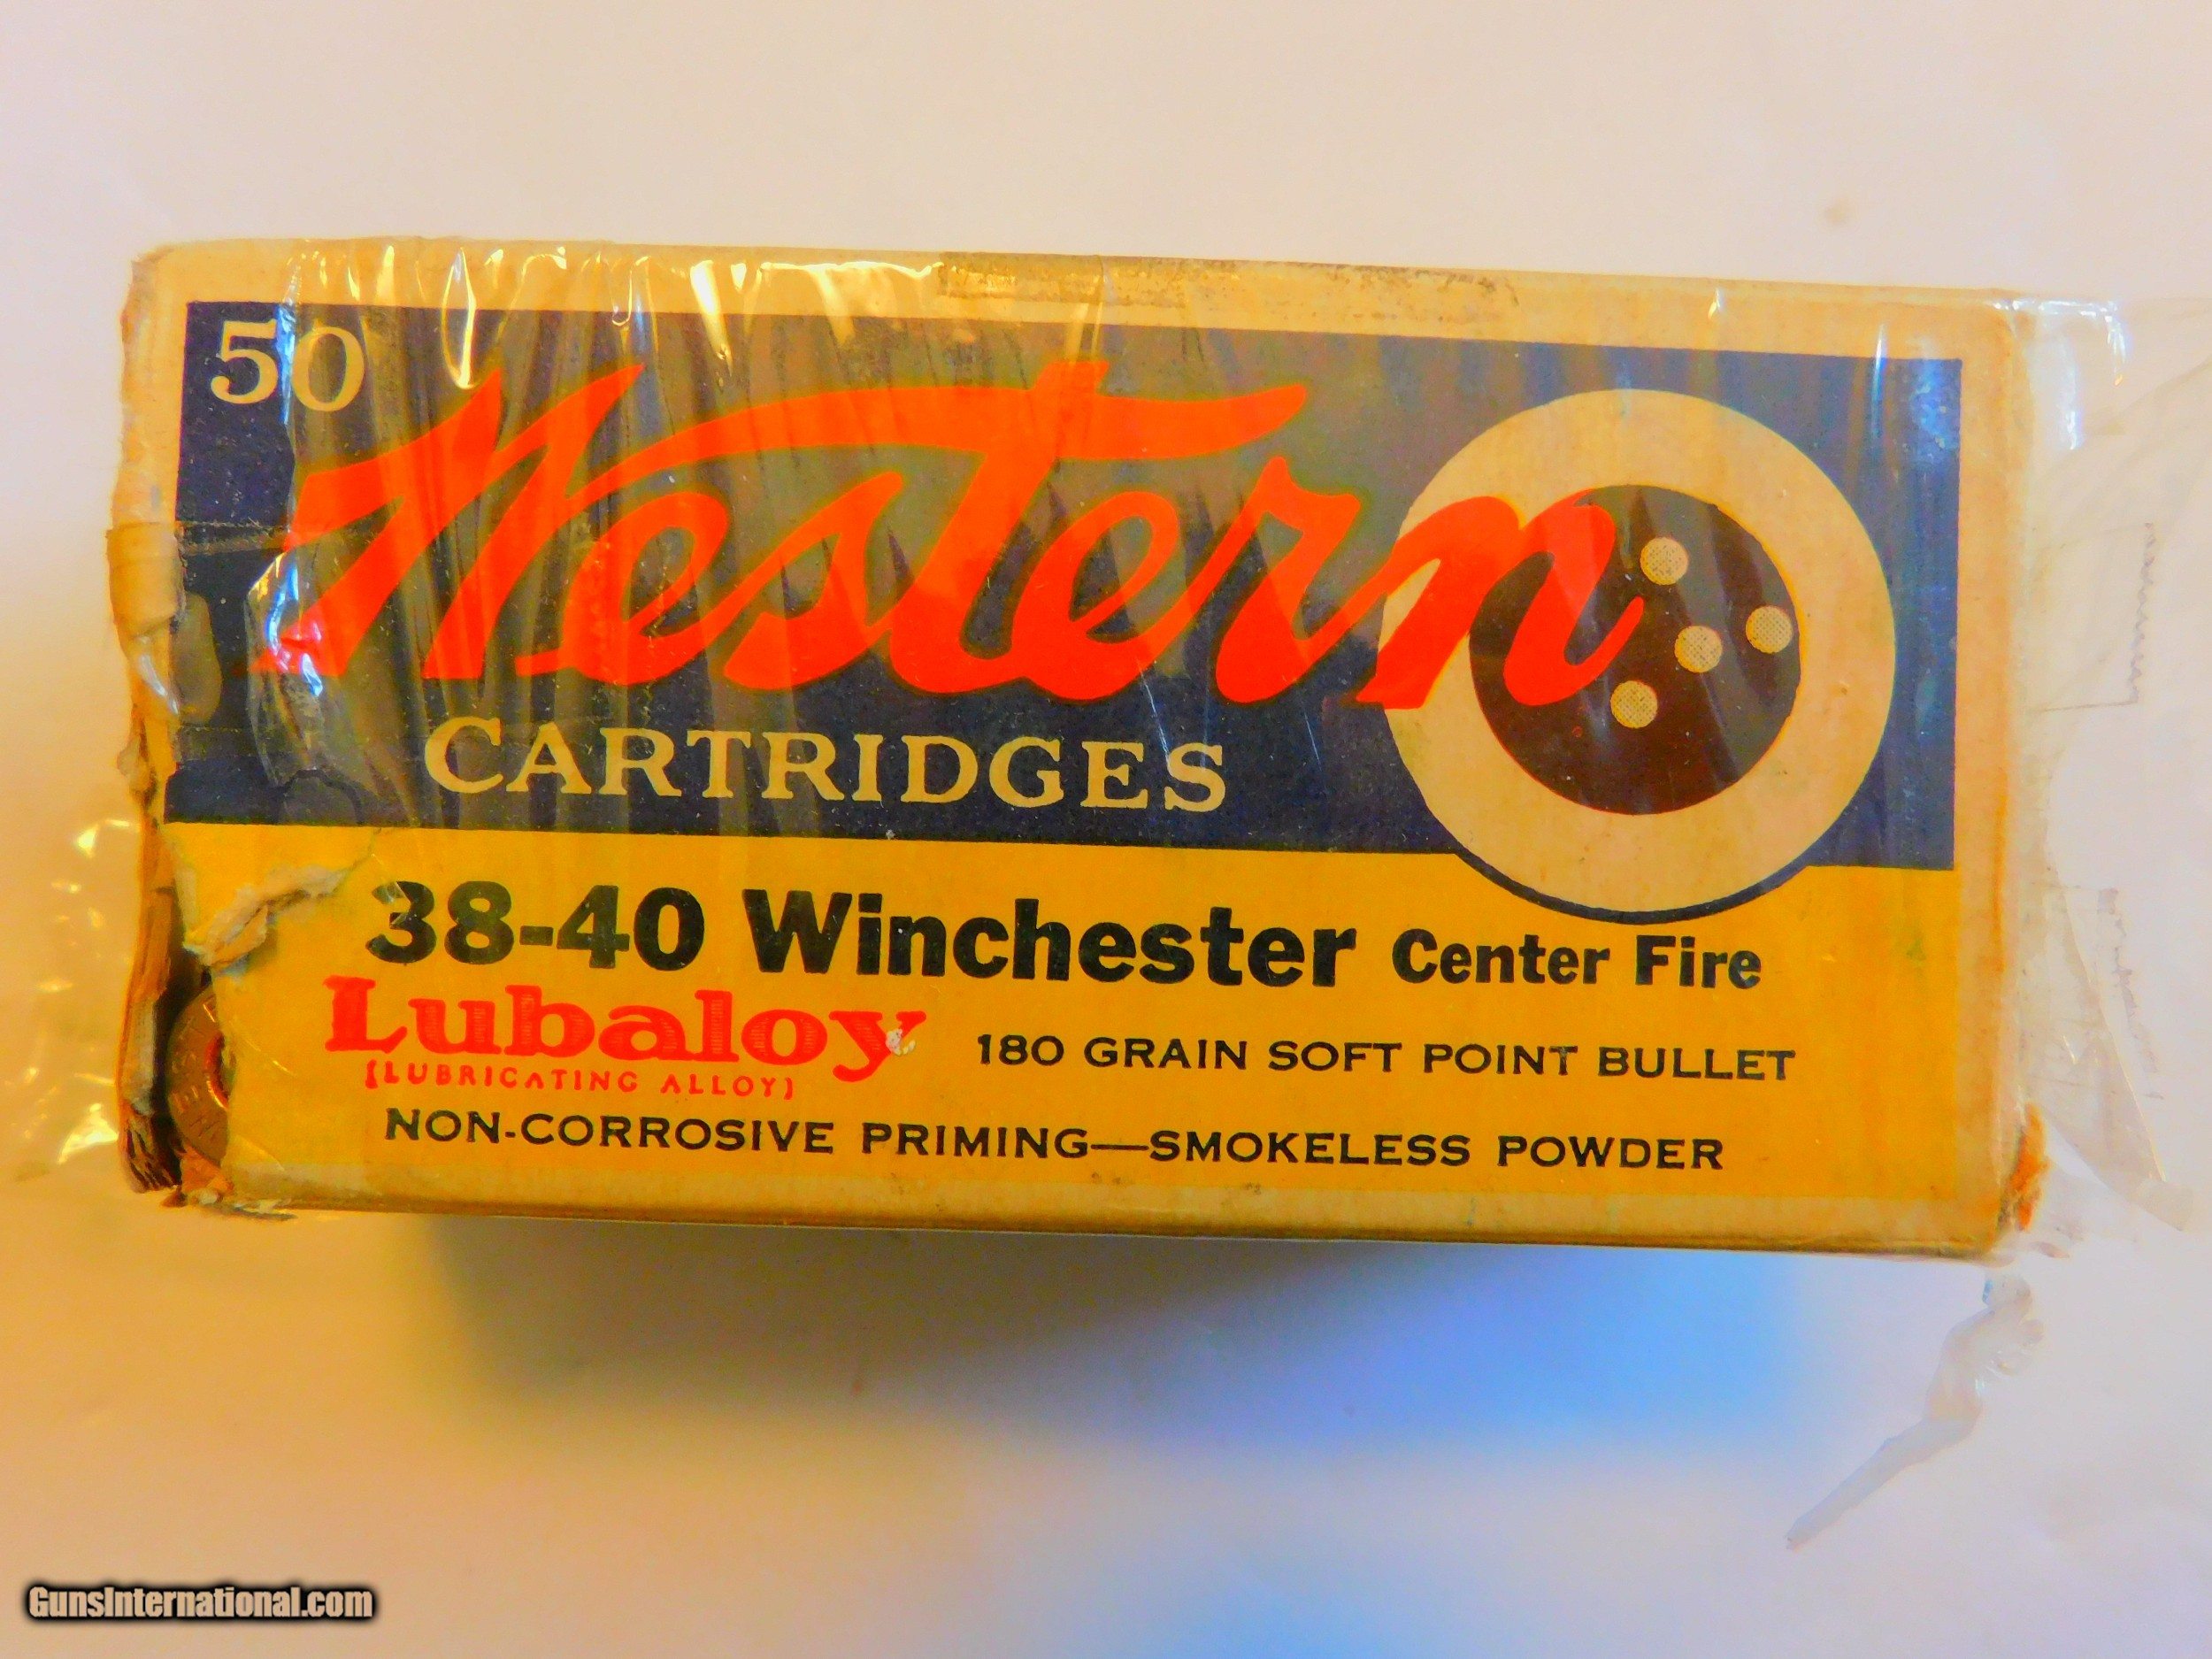 50
Western
CARTRIDGES
38-40 Winchester Center Fire
Lubaloy 180 GRAIN SOFT POINT BULLET
[LUBRICATING ALLOY]
NON-CORROSIVE PRIMING—SMOKELESS POWDER
GunsInternational.com